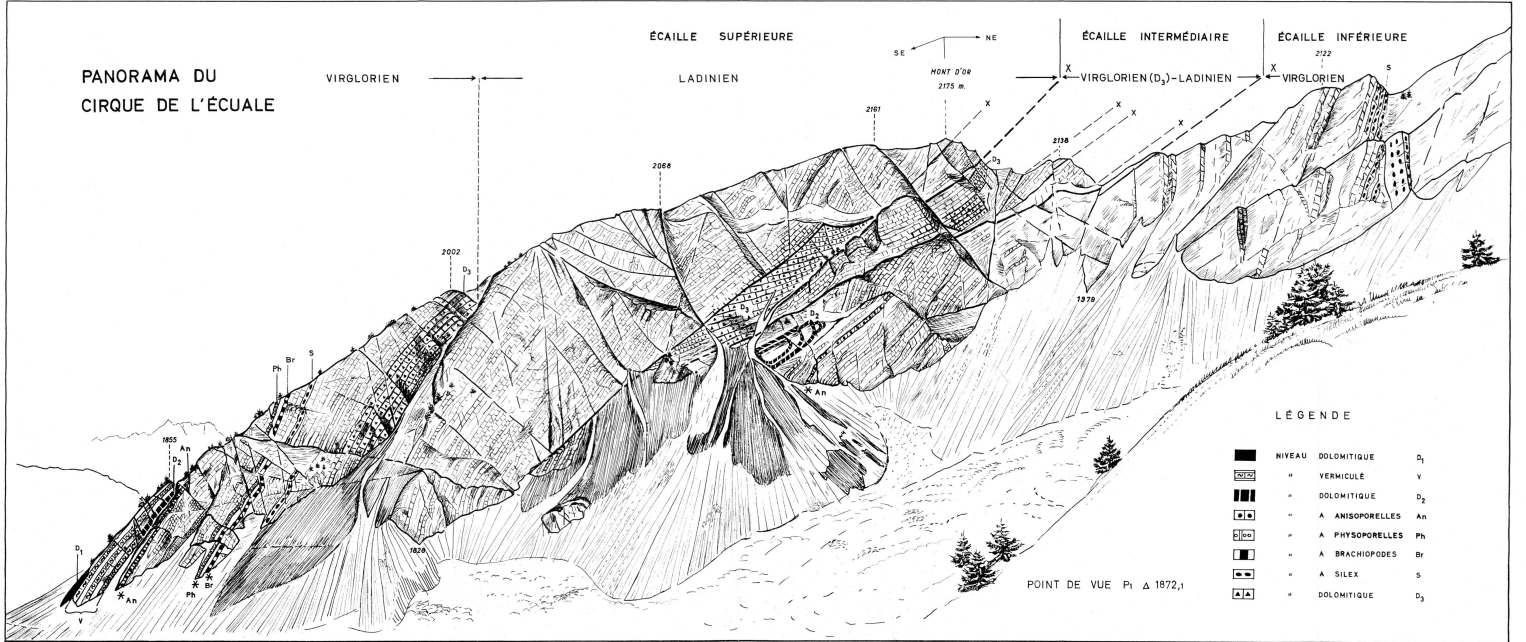 PANORAMA DU
CIRQUE DE L'ÉCUALE
ÉCAILLE SUPÉRIEURE
SE
NE
ÉCAILLE INTERMÉDIAIRE
ÉCAILLE INFÉRIEURE
VIRGLORIEN
LADINIEN
MONT D'OR
2175 m.
X
VIRGLORIEN (D3)-LADINIEN
X
X
VIRGLORIEN
2122
S
X
X
X
X
2161
2138
D3
2068
2002
D3
D3
D2
An
1979
Ph
Br
S
1855
D2
An
1828
D1
V
An
Ph
Br
POINT DE VUE P1 Δ 1872,1
LÉGENDE
NIVEAU DOLOMITIQUE D1
" VERMICULÉ V
" DOLOMITIQUE D2
" A ANISOPORELLES An
" A PHYSOPORELLES Ph
" A BRACHIOPODES Br
" A SILEX S
" DOLOMITIQUE D3